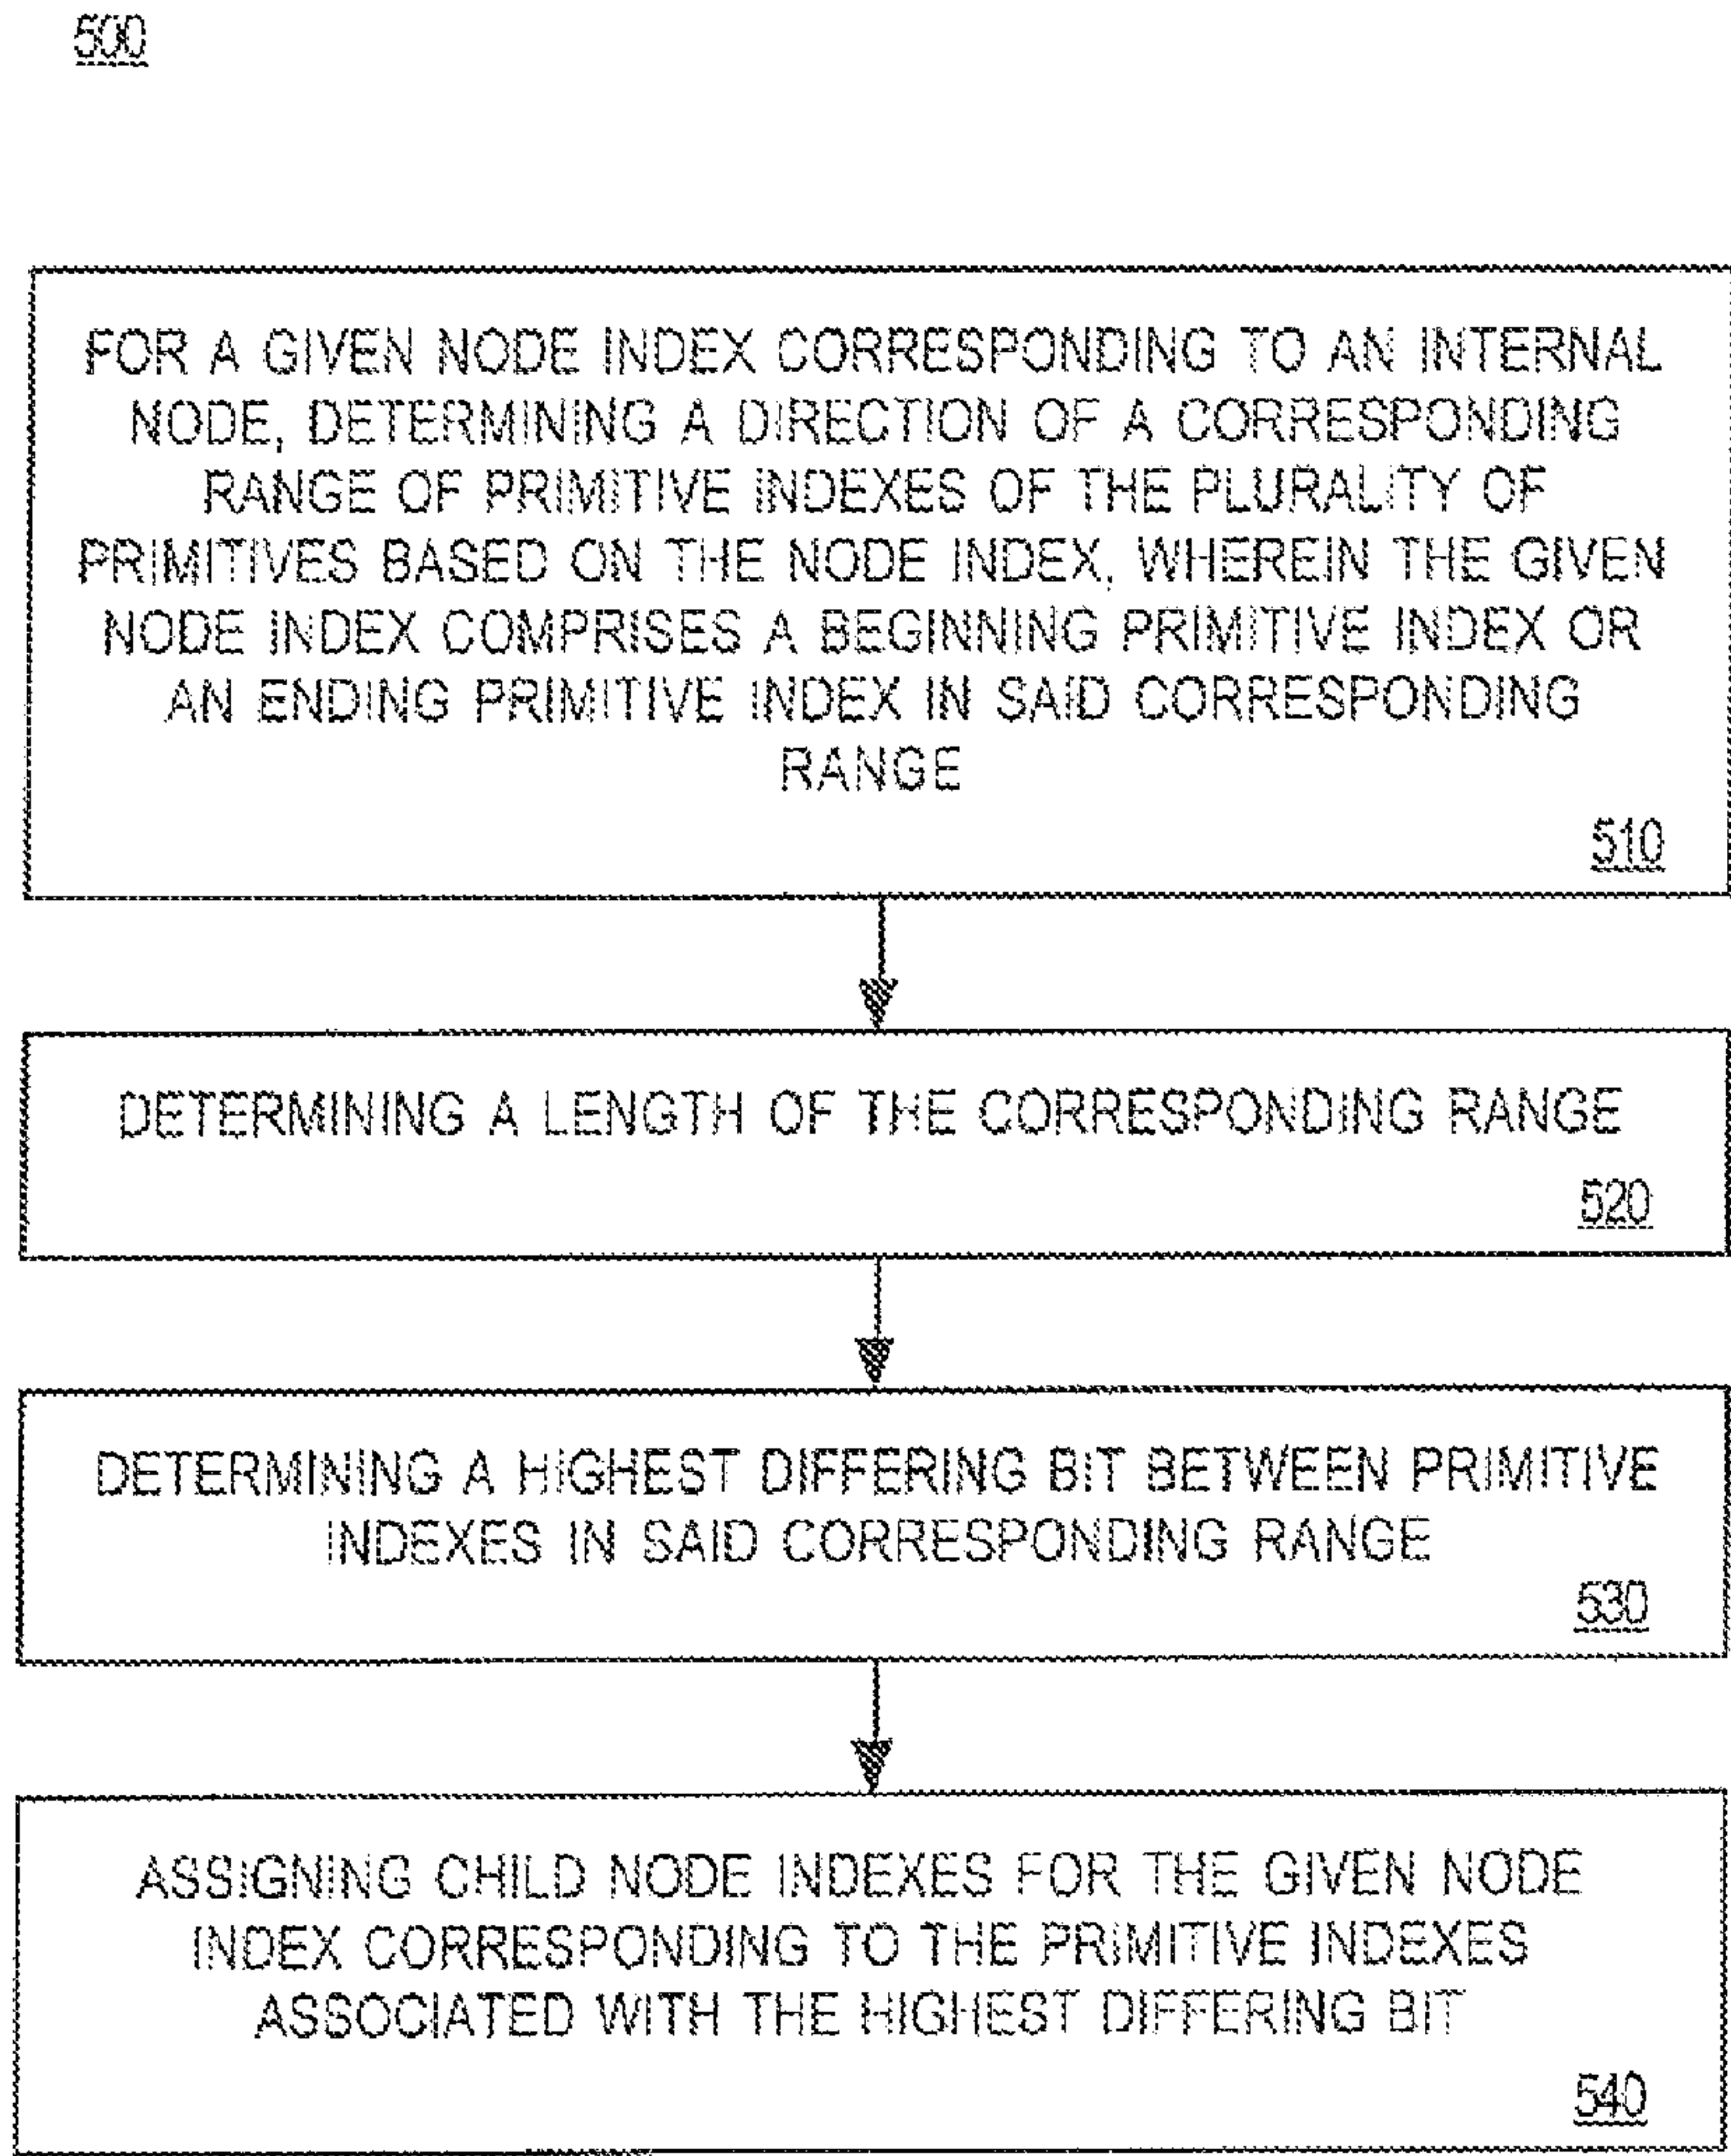 500
FOR A GIVEN NODE INDEX CORRESPONDING TO AN INTERNAL
NODE, DETERMINING A DIRECTION OF A CORRESPONDING
RANGE OF PRIMITIVE INDEXES OF THE PLURALITY OF
PRIMITIVES BASED ON THE NODE INDEX, WHEREIN THE GIVEN
NODE INDEX COMPRISES A BEGINNING PRIMITIVE INDEX OR
AN ENDING PRIMITIVE INDEX IN SAID CORRESPONDING
RANGE
510
DETERMINING A LENGTH OF THE CORRESPONDING RANGE
520
DETERMINING A HIGHEST DIFFERING BIT BETWEEN PRIMITIVE
INDEXES IN SAID CORRESPONDING RANGE
530
ASSIGNING CHILD NODE INDEXES FOR THE GIVEN NODE
INDEX CORRESPONDING TO THE PRIMITIVE INDEXES
ASSOCIATED WITH THE HIGHEST DIFFERING BIT
540